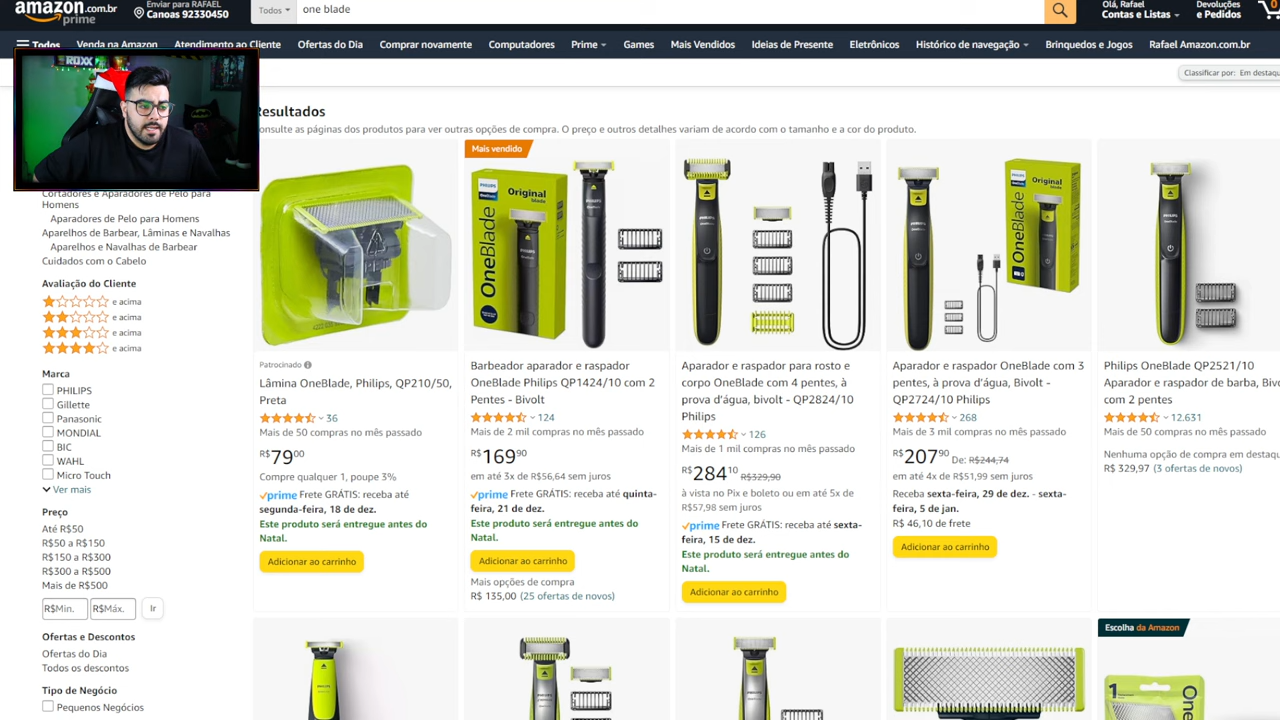 amazon.com.br
prime
Enviar para RAFAEL
Canoas 92330450
Todos
one blade
Olá, Rafael
Contas e Listas
Devoluções
e Pedidos
0
Todos
Venda na Amazon
Atendimento ao Cliente
Ofertas do Dia
Comprar novamente
Computadores
Prime
Games
Mais Vendidos
Ideias de Presente
Eletrônicos
Histórico de navegação
Brinquedos e Jogos
Rafael Amazon.com.br
Classificar por: Em destaqu
esultados
onsulte as páginas dos produtos para ver outras opções de compra. O preço e outros detalhes variam de acordo com o tamanho e a cor do produto.
Cortadores e Aparadores de Pelo para
Homens
Aparadores de Pelo para Homens
Aparelhos de Barbear, Lâminas e Navalhas
Aparelhos e Navalhas de Barbear
Cuidados com o Cabelo
Avaliação do Cliente
e acima
e acima
e acima
e acima
Marca
PHILIPS
Gillette
Panasonic
MONDIAL
BIC
WAHL
Micro Touch
Ver mais
Preço
Até R$50
R$50 a R$150
R$150 a R$300
R$300 a R$500
Mais de R$500
R$Min.
R$Máx.
Ir
Ofertas e Descontos
Ofertas do Dia
Todos os descontos
Tipo de Negócio
Pequenos Negócios
Patrocinado
Lâmina OneBlade, Philips, QP210/50,
Preta
36
Mais de 50 compras no mês passado
R$79 00
Compre qualquer 1, poupe 3%
prime Frete GRÁTIS: receba até
segunda-feira, 18 de dez.
Este produto será entregue antes do
Natal.
Adicionar ao carrinho
Mais vendido
PHILIPS
OneBlade
Original
blade
Barbeador aparador e raspador
OneBlade Philips QP1424/10 com 2
Pentes - Bivolt
124
Mais de 2 mil compras no mês passado
R$169 90
em até 3x de R$56,64 sem juros
prime Frete GRÁTIS: receba até quinta-
feira, 21 de dez.
Este produto será entregue antes do
Natal.
Adicionar ao carrinho
Mais opções de compra
R$ 135,00 (25 ofertas de novos)
Aparador e raspador para rosto e
corpo OneBlade com 4 pentes, à
prova d'água, bivolt - QP2824/10
Philips
126
Mais de 1 mil compras no mês passado
R$284 10 R$329,90
à vista no Pix e boleto ou em até 5x de
R$57,98 sem juros
prime Frete GRÁTIS: receba até sexta-
feira, 15 de dez.
Este produto será entregue antes do
Natal.
Adicionar ao carrinho
OneBlade
Original
blade
Aparador e raspador OneBlade com 3
pentes, à prova d'água, Bivolt -
QP2724/10 Philips
268
Mais de 3 mil compras no mês passado
R$207 90 De: R$244,74
em até 4x de R$51,99 sem juros
Receba sexta-feira, 29 de dez. - sexta-
feira, 5 de jan.
R$ 46,10 de frete
Adicionar ao carrinho
Philips OneBlade QP2521/10
Aparador e raspador de barba, Bivo
com 2 pentes
12.631
Mais de 50 compras no mês passado
Nenhuma opção de compra em destaqu
R$ 329,97 (3 ofertas de novos)
Escolha da Amazon
1
One